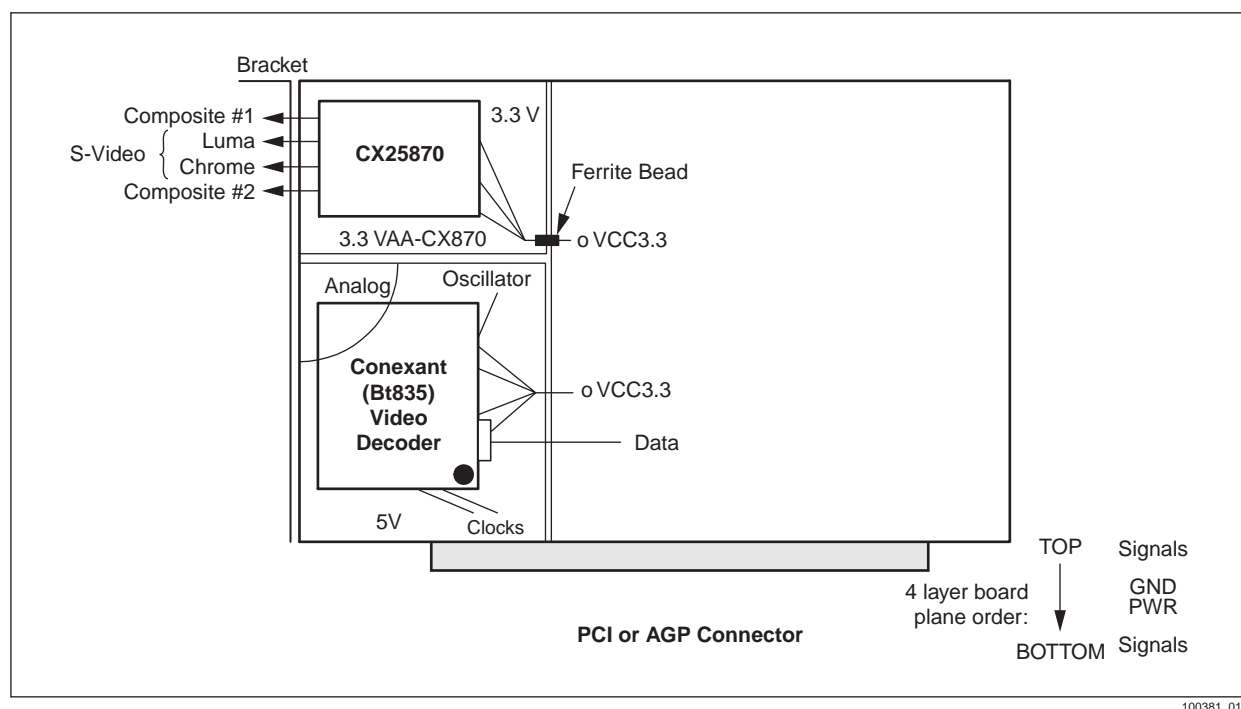 Bracket
Composite #1
S-Video
Luma
Chrome
Composite #2
CX25870
3.3 V
Ferrite Bead
o VCC3.3
3.3 VAA-CX870
Analog
Oscillator
Conexant
(Bt835)
Video
Decoder
o VCC3.3
Data
5V
Clocks
PCI or AGP Connector
4 layer board
plane order:
TOP
Signals
GND
PWR
BOTTOM
Signals